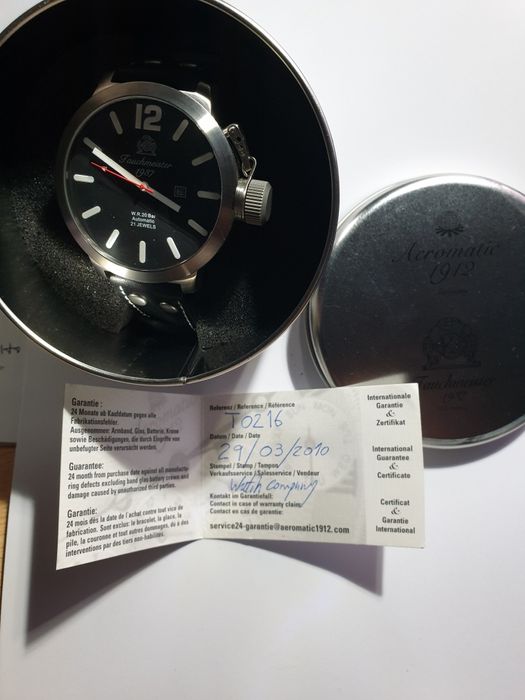 12
Tauchmeister
1937
W.R.20 Bar
Automatic
21 JEWELS
Aeromatic
1912
Tauchmeister
1937
Garantie :
24 Monate ab Kaufdatum gegen alle
Fabrikationsfehler.
Ausgenommen: Armband, Glas, Batterie, Krone
sowie Beschädigungen, die durch Eingreifen von
unbefugter Seite verursacht werden.
Guarantee:
24 month from purchase date against all manufactu-
ring defects excluding band glas battery crown and
damage caused by unauthorized third parties.
Garantie:
24 mois dès la date de l'achat contre tout vice de
fabrication. Sont exclus: le bracelet, la glace, la
pile, la couronne et tout autres dommages, du à des
interventions par des tiers non-habilités.
Referenz / Reference / Référence
T0216
Datum / Date / Date
29/03/2010
Stempel / Stamp / Tampon
Verkaufsservice / Salesservice / Vendeur
Watch Company
Kontakt im Garantiefall:
Contact in case of warranty claim:
Contact en cas de garantie:
service24-garantie@aeromatic1912.com
Internationale
Garantie
&
Zertifikat
International
Guarantee
&
Certificate
Certificat
&
Garantie
International